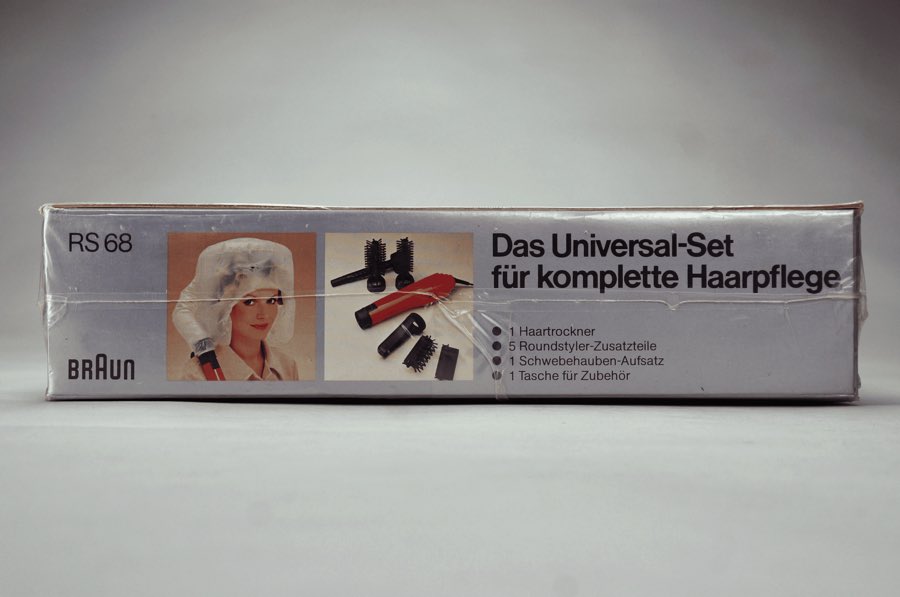 RS 68
BRAUN
Das Universal-Set
für komplette Haarpflege
● 1 Haartrockner
● 5 Roundstyler-Zusatzteile
● 1 Schwebehauben-Aufsatz
● 1 Tasche für Zubehör